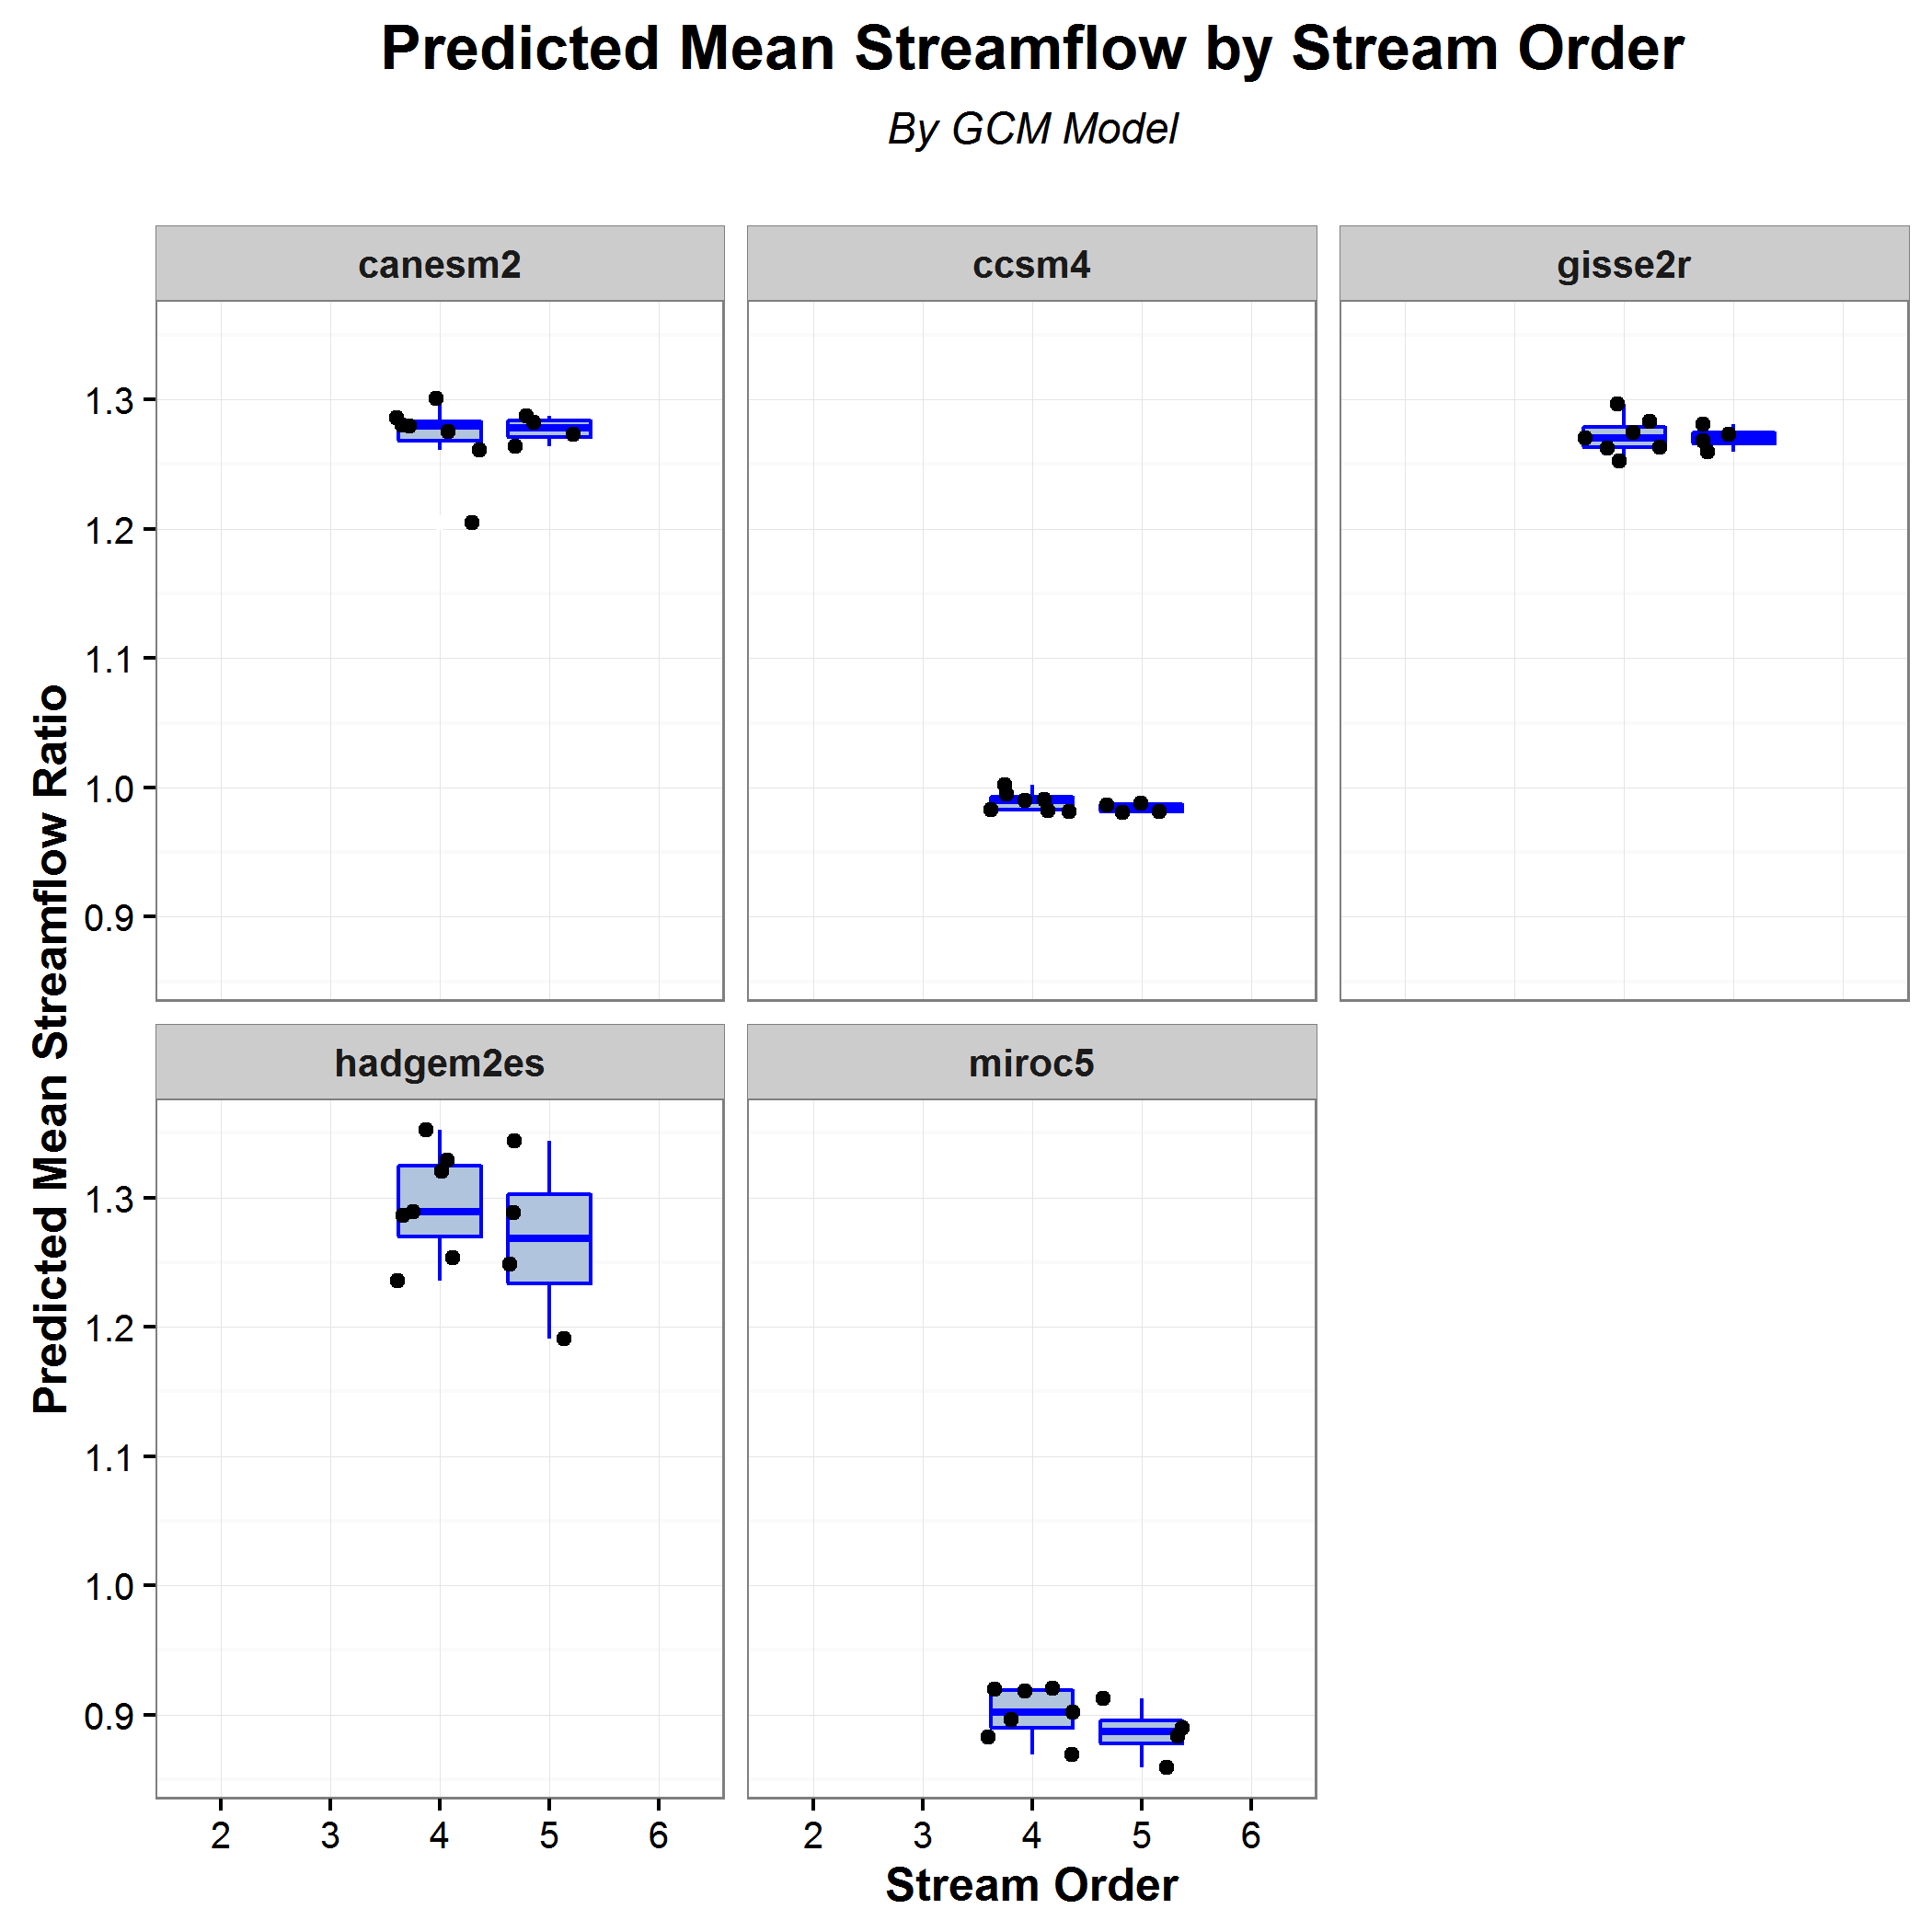 Predicted Mean Streamflow by Stream Order
By GCM Model
canesm2
ccsm4
gisse2r
1.3
1.2
1.1
1.0
0.9
Predicted Mean Streamflow Ratio
hadgem2es
miroc5
1.3
1.2
1.1
1.0
0.9
2 3 4 5 6
2 3 4 5 6
Stream Order